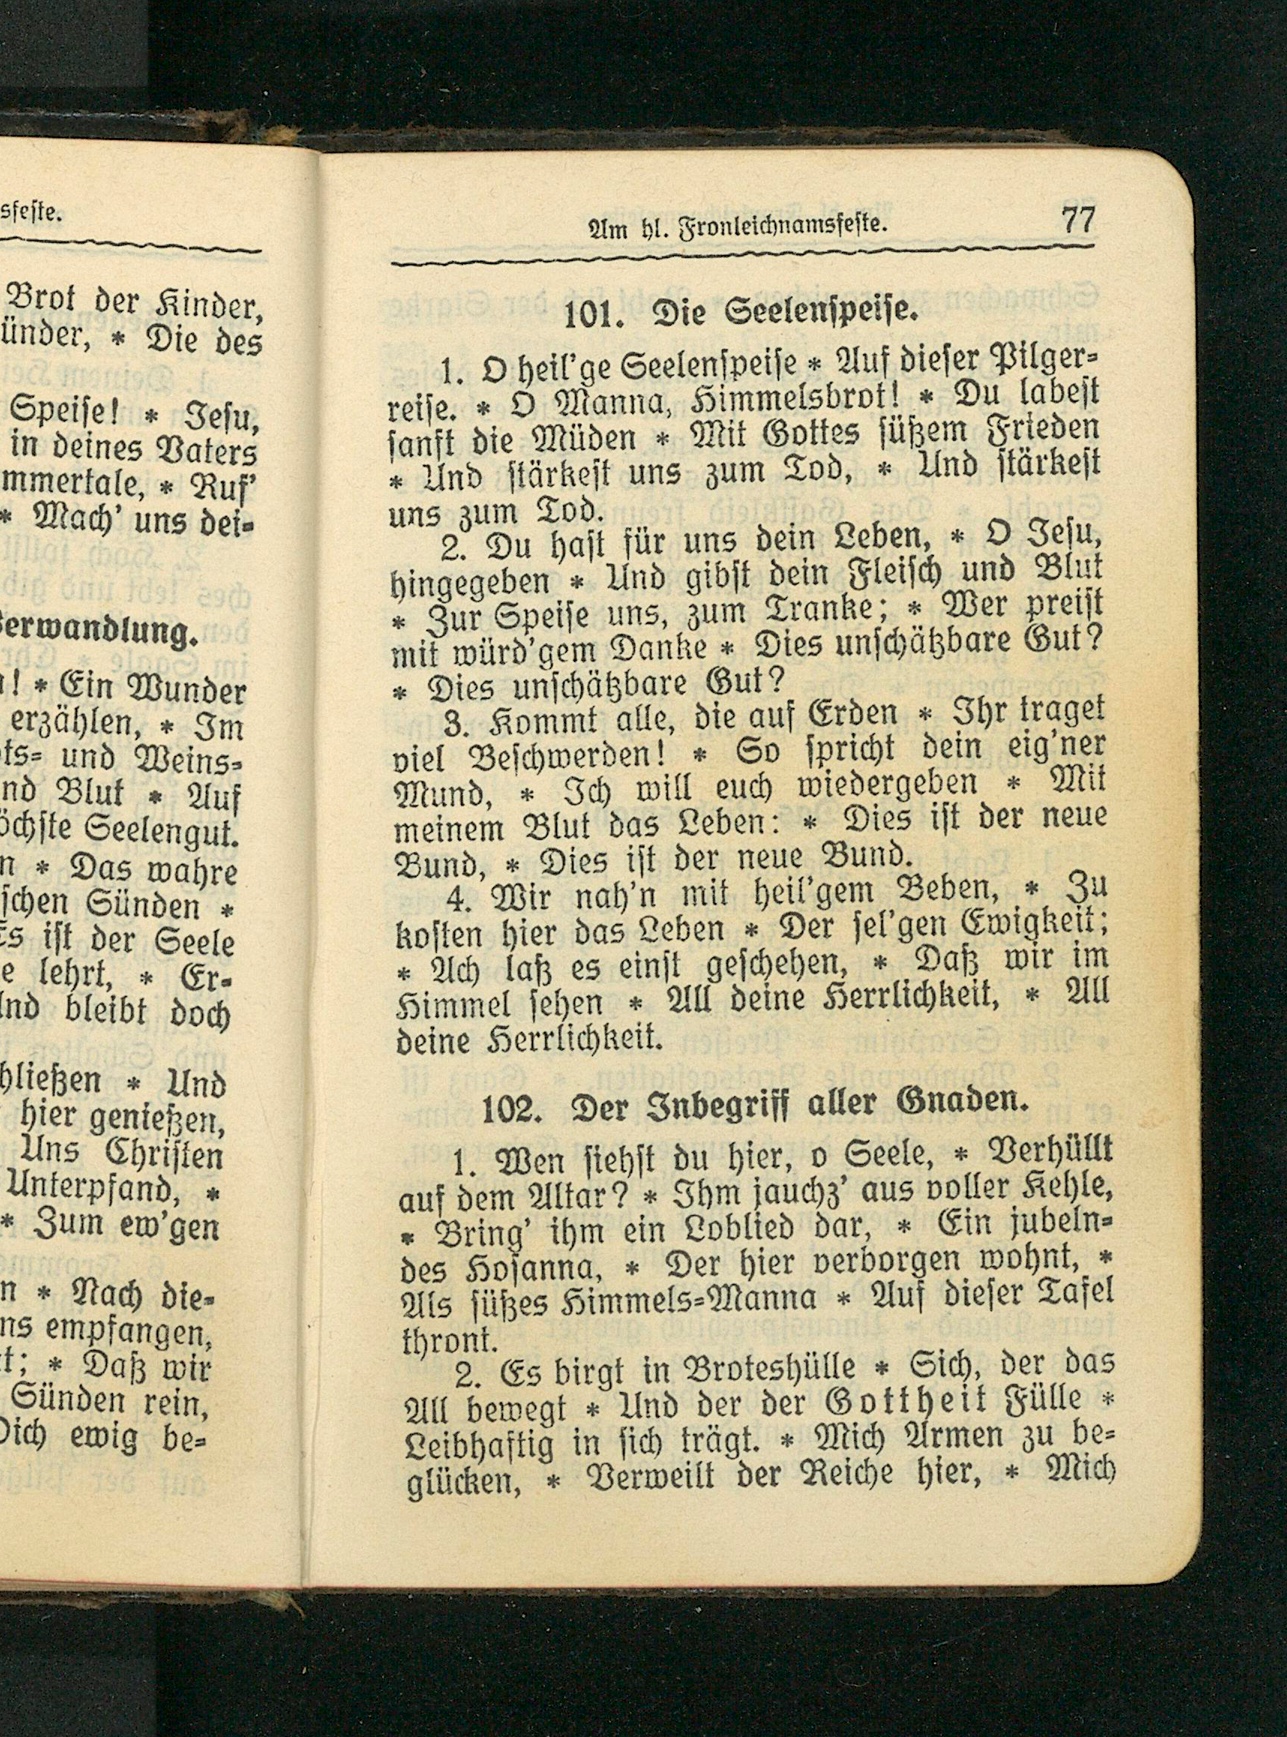 sfeste.
Brot der Kinder,
ünder, * Die des
Speise! * Jesu,
in deines Vaters
mmertale, * Ruf'
* Mach' uns dei-
erwandlung.
! * Ein Wunder
erzählen, * Im
ts- und Weins-
nd Blut * Auf
öchste Seelengut.
n * Das wahre
schen Sünden *
Es ist der Seele
e lehrt, * Er-
Und bleibt doch
hließen * Und
hier genießen,
Uns Christen
Unterpfand, *
* Zum ew'gen
n * Nach die-
ns empfangen,
t; * Daß wir
Sünden rein,
Dich ewig be-
Am hl. Fronleichnamsfeste. 77
101. Die Seelenspeise.
1. O heil'ge Seelenspeise * Auf dieser Pilger-
reise. * O Manna, Himmelsbrot! * Du labest
sanft die Müden * Mit Gottes süßem Frieden
* Und stärkest uns zum Tod, * Und stärkest
uns zum Tod.
2. Du hast für uns dein Leben, * O Jesu,
hingegeben * Und gibst dein Fleisch und Blut
* Zur Speise uns, zum Tranke; * Wer preist
mit würd'gem Danke * Dies unschätzbare Gut?
* Dies unschätzbare Gut?
3. Kommt alle, die auf Erden * Ihr traget
viel Beschwerden! * So spricht dein eig'ner
Mund, * Ich will euch wiedergeben * Mit
meinem Blut das Leben: * Dies ist der neue
Bund, * Dies ist der neue Bund.
4. Wir nah'n mit heil'gem Beben, * Zu
kosten hier das Leben * Der sel'gen Ewigkeit;
* Ach laß es einst geschehen, * Daß wir im
Himmel sehen * All deine Herrlichkeit, * All
deine Herrlichkeit.
102. Der Inbegriff aller Gnaden.
1. Wen siehst du hier, o Seele, * Verhüllt
auf dem Altar? * Ihm jauchz' aus voller Kehle,
* Bring' ihm ein Loblied dar, * Ein jubeln-
des Hosanna, * Der hier verborgen wohnt, *
Als süßes Himmels-Manna * Auf dieser Tafel
thront.
2. Es birgt in Broteshülle * Sich, der das
All bewegt * Und der der Gottheit Fülle *
Leibhaftig in sich trägt. * Mich Armen zu be-
glücken, * Verweilt der Reiche hier, * Mich